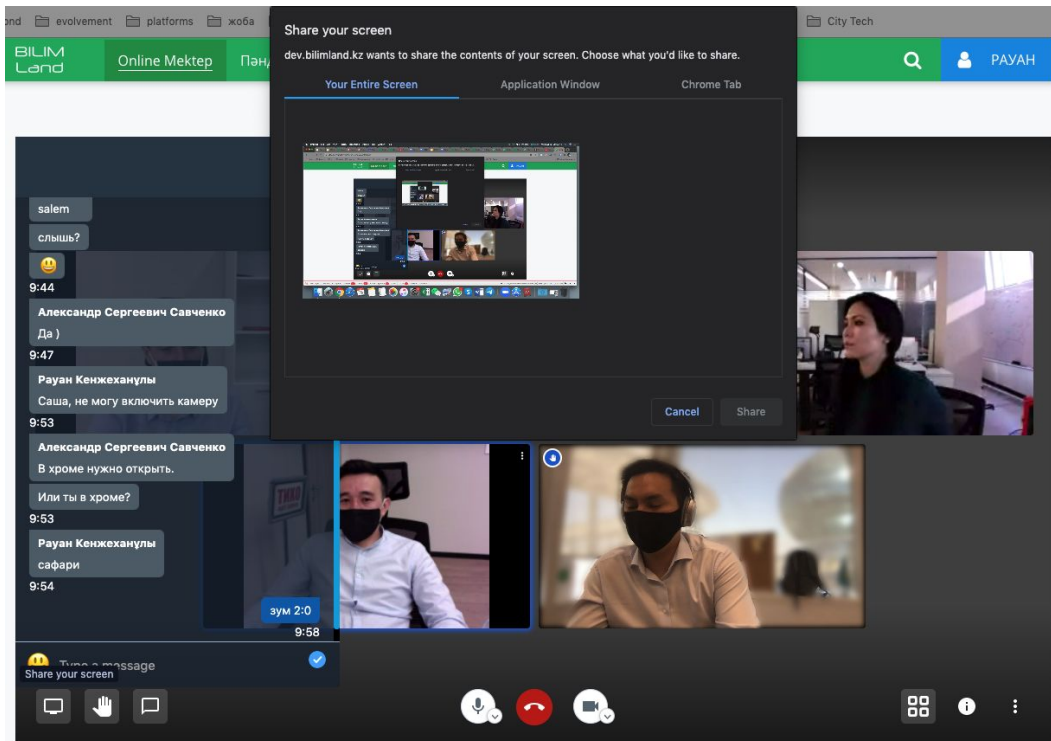 ond
evolvement
platforms
жоба
City Tech
BILIM
Land
Online Mektep
Пәнд
РАУАН
Share your screen
dev.bilimland.kz wants to share the contents of your screen. Choose what you'd like to share.
Your Entire Screen
Application Window
Chrome Tab
Cancel
Share
salem
слышь?
9:44
Александр Сергеевич Савченко
Да )
9:47
Рауан Кенжеханұлы
Саша, не могу включить камеру
9:53
Александр Сергеевич Савченко
В хроме нужно открыть.
Или ты в хроме?
9:53
Рауан Кенжеханұлы
сафари
9:54
зум 2:0
9:58
Type a message
Share your screen